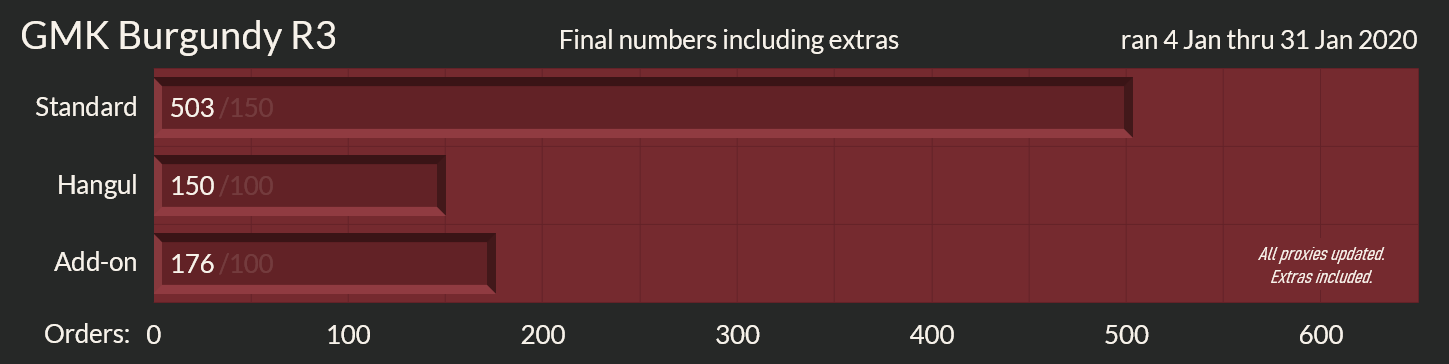 GMK Burgundy R3 Final numbers including extras ran 4 Jan thru 31 Jan 2020
Standard 503 /150
Hangul 150 /100
Add-on 176 /100
All proxies updated.
Extras included.
Orders: 0 100 200 300 400 500 600